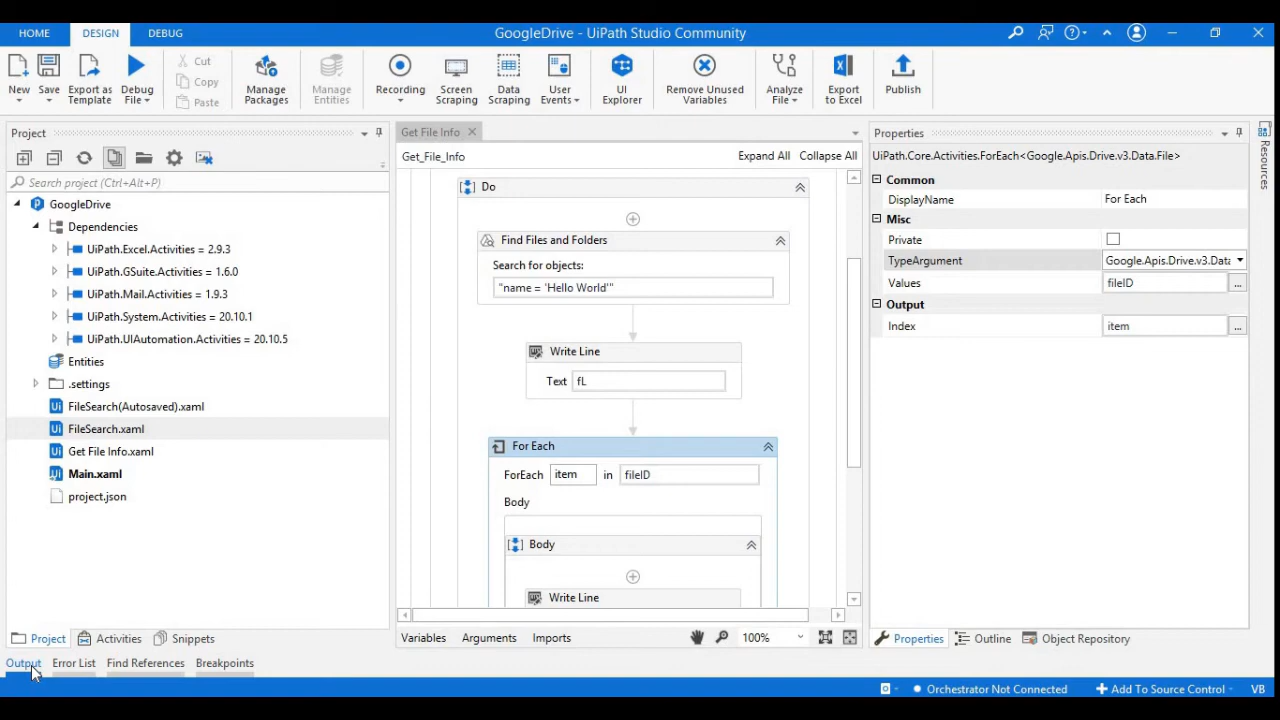 HOME DESIGN DEBUG GoogleDrive - UiPath Studio Community
New Save Export as Template Debug File Cut Copy Paste Manage Packages Manage Entities Recording Screen Scraping Data Scraping User Events UI Explorer Remove Unused Variables Analyze File Export to Excel Publish
Project
Search project (Ctrl+Alt+P)
GoogleDrive
Dependencies
UiPath.Excel.Activities = 2.9.3
UiPath.GSuite.Activities = 1.6.0
UiPath.Mail.Activities = 1.9.3
UiPath.System.Activities = 20.10.1
UiPath.UIAutomation.Activities = 20.10.5
Entities
.settings
FileSearch(Autosaved).xaml
FileSearch.xaml
Get File Info.xaml
Main.xaml
project.json
Project Activities Snippets
Get File Info
Get_File_Info Expand All Collapse All
Do
Find Files and Folders
Search for objects:
"name = 'Hello World'"
Write Line
Text fL
For Each
ForEach item in fileID
Body
Body
Write Line
Variables Arguments Imports 100%
Properties
UiPath.Core.Activities.ForEach<Google.Apis.Drive.v3.Data.File>
Common
DisplayName For Each
Misc
Private
TypeArgument Google.Apis.Drive.v3.Data
Values fileID ...
Output
Index item ...
Properties Outline Object Repository
Resources
Output Error List Find References Breakpoints
Orchestrator Not Connected Add To Source Control VB